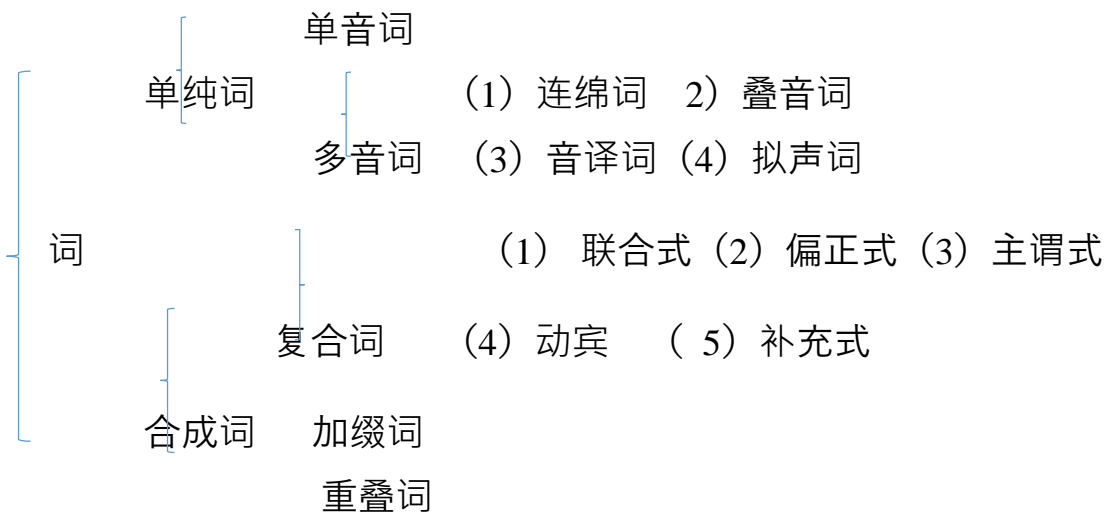 单音词
单纯词 （1）连绵词 2）叠音词
多音词 （3）音译词（4）拟声词
词 （1） 联合式（2）偏正式（3）主谓式
复合词 （4）动宾 （ 5）补充式
合成词 加缀词
重叠词